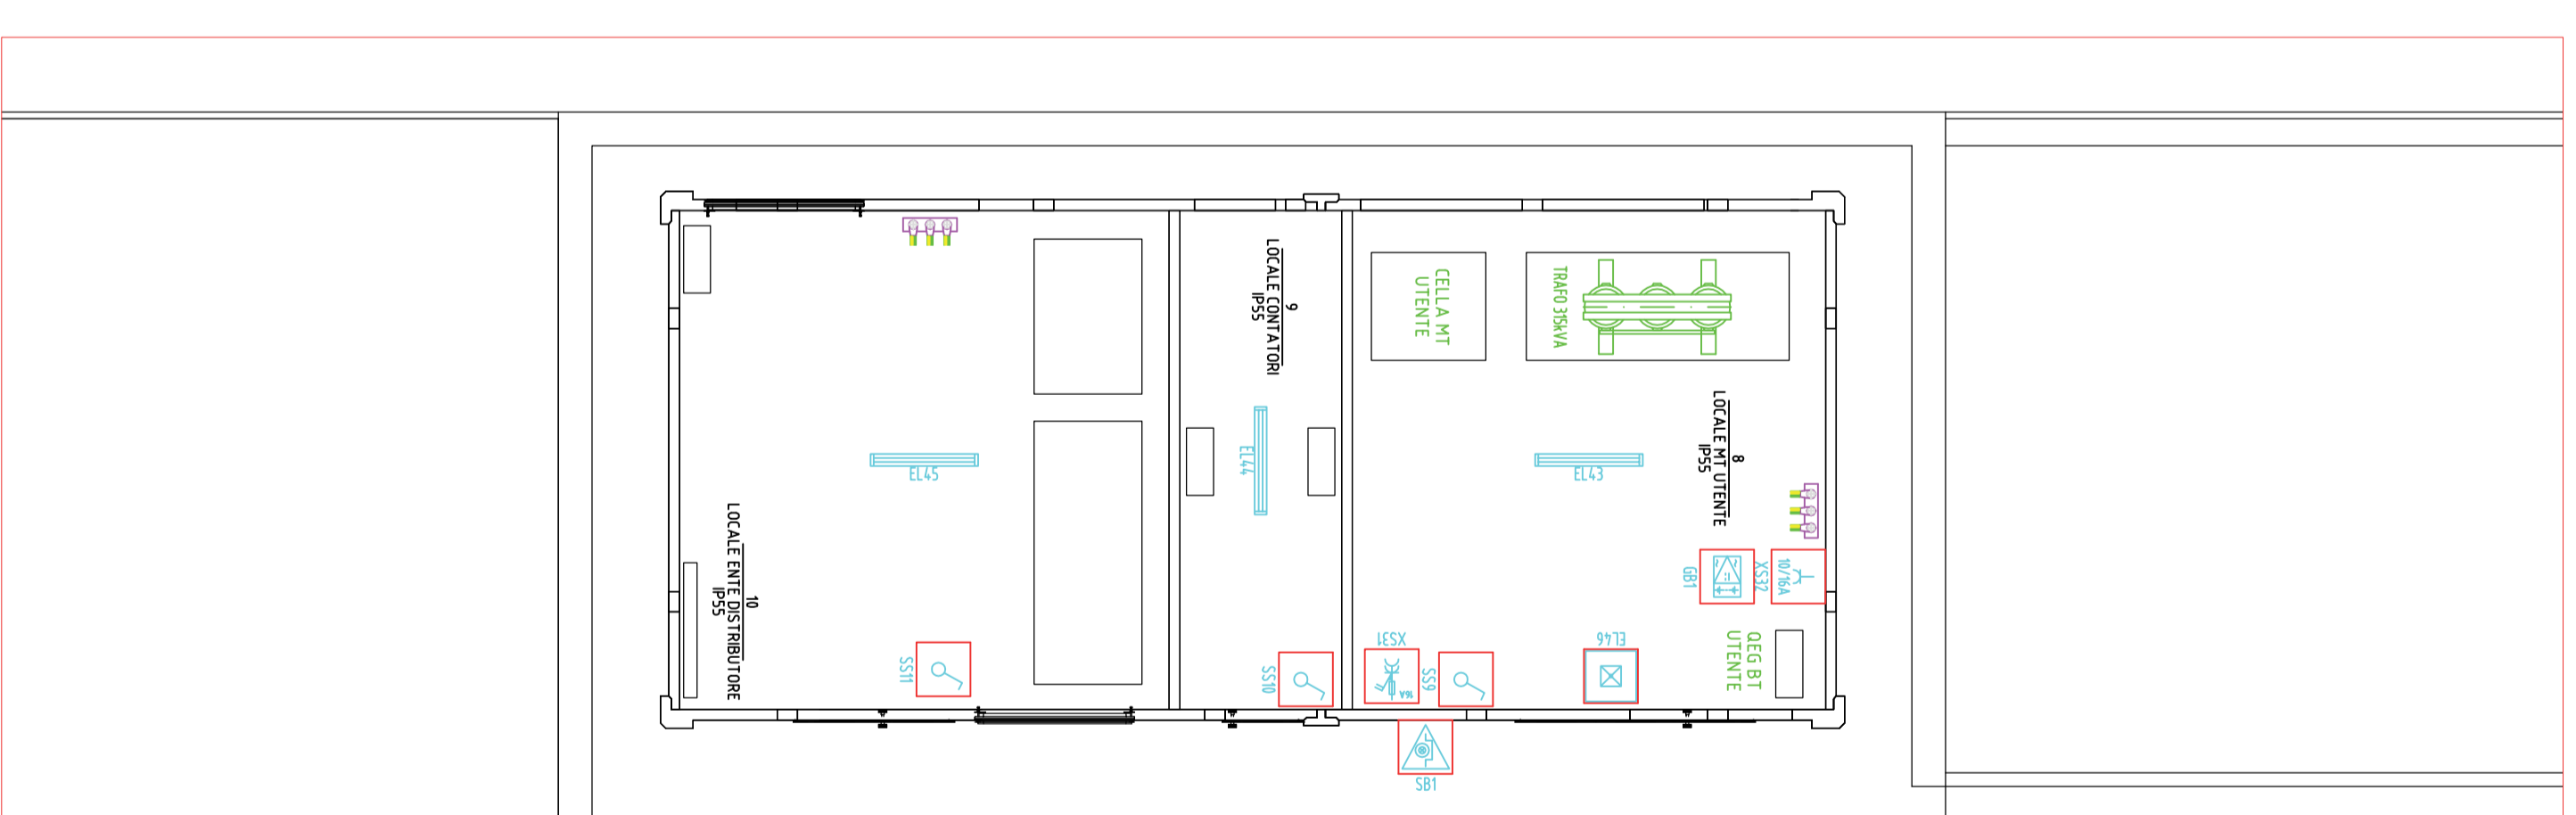 9
LOCALE CONTATORI
IP55
CELLA MT
UTENTE
TRAFO 315kVA
8
LOCALE MT UTENTE
IP55
EL45
EL44
EL43
10
LOCALE ENTE DISTRIBUTORE
IP55
GB1
XS32
10/16A
SS11
SS10
XS31
16A
SS9
EL46
QEG BT
UTENTE
SB1